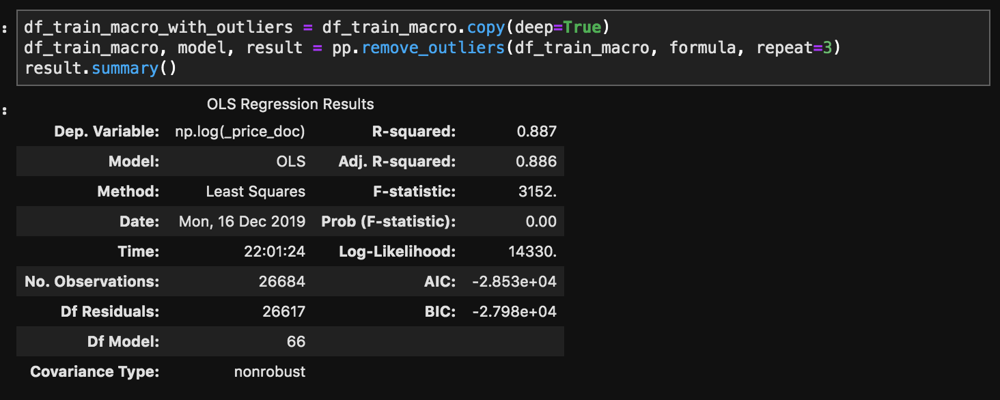 :
df_train_macro_with_outliers = df_train_macro.copy(deep=True)
df_train_macro, model, result = pp.remove_outliers(df_train_macro, formula, repeat=3)
result.summary()
:
OLS Regression Results
Dep. Variable: np.log(_price_doc) R-squared: 0.887
Model: OLS Adj. R-squared: 0.886
Method: Least Squares F-statistic: 3152.
Date: Mon, 16 Dec 2019 Prob (F-statistic): 0.00
Time: 22:01:24 Log-Likelihood: 14330.
No. Observations: 26684 AIC: -2.853e+04
Df Residuals: 26617 BIC: -2.798e+04
Df Model: 66
Covariance Type: nonrobust